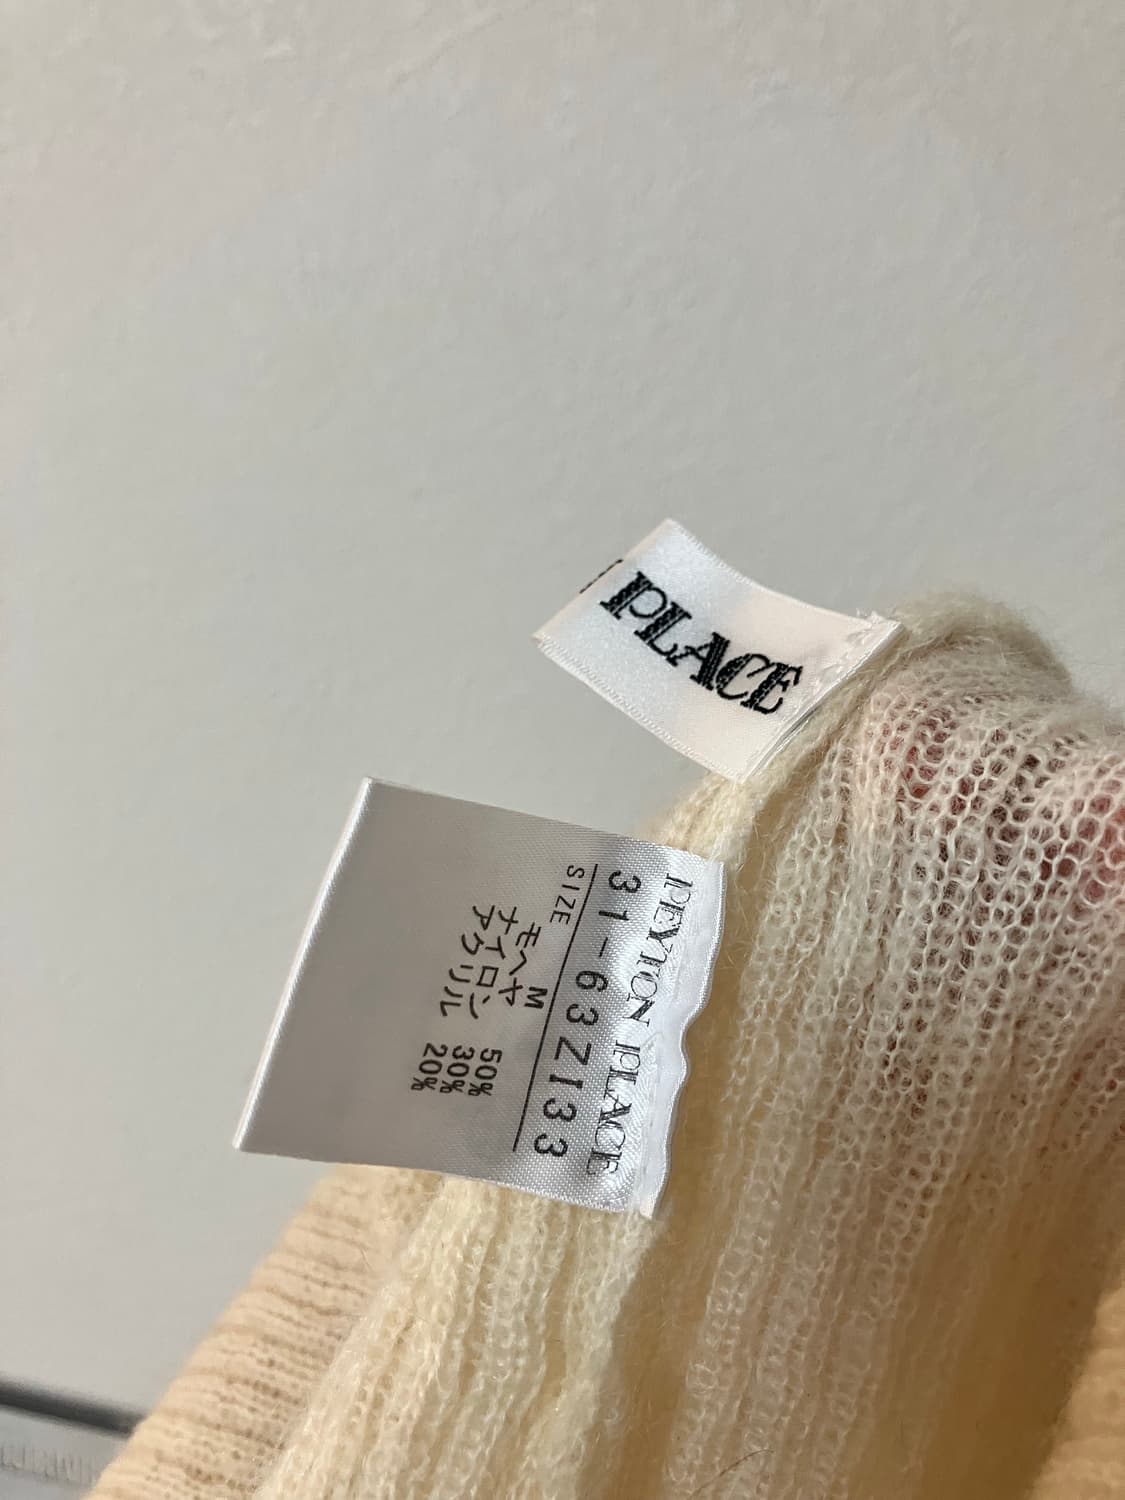 PLACE
PEYTON PLACE
31-63Z133
SIZE M
モヘヤ 50%
ナイロン 30%
アクリル 20%